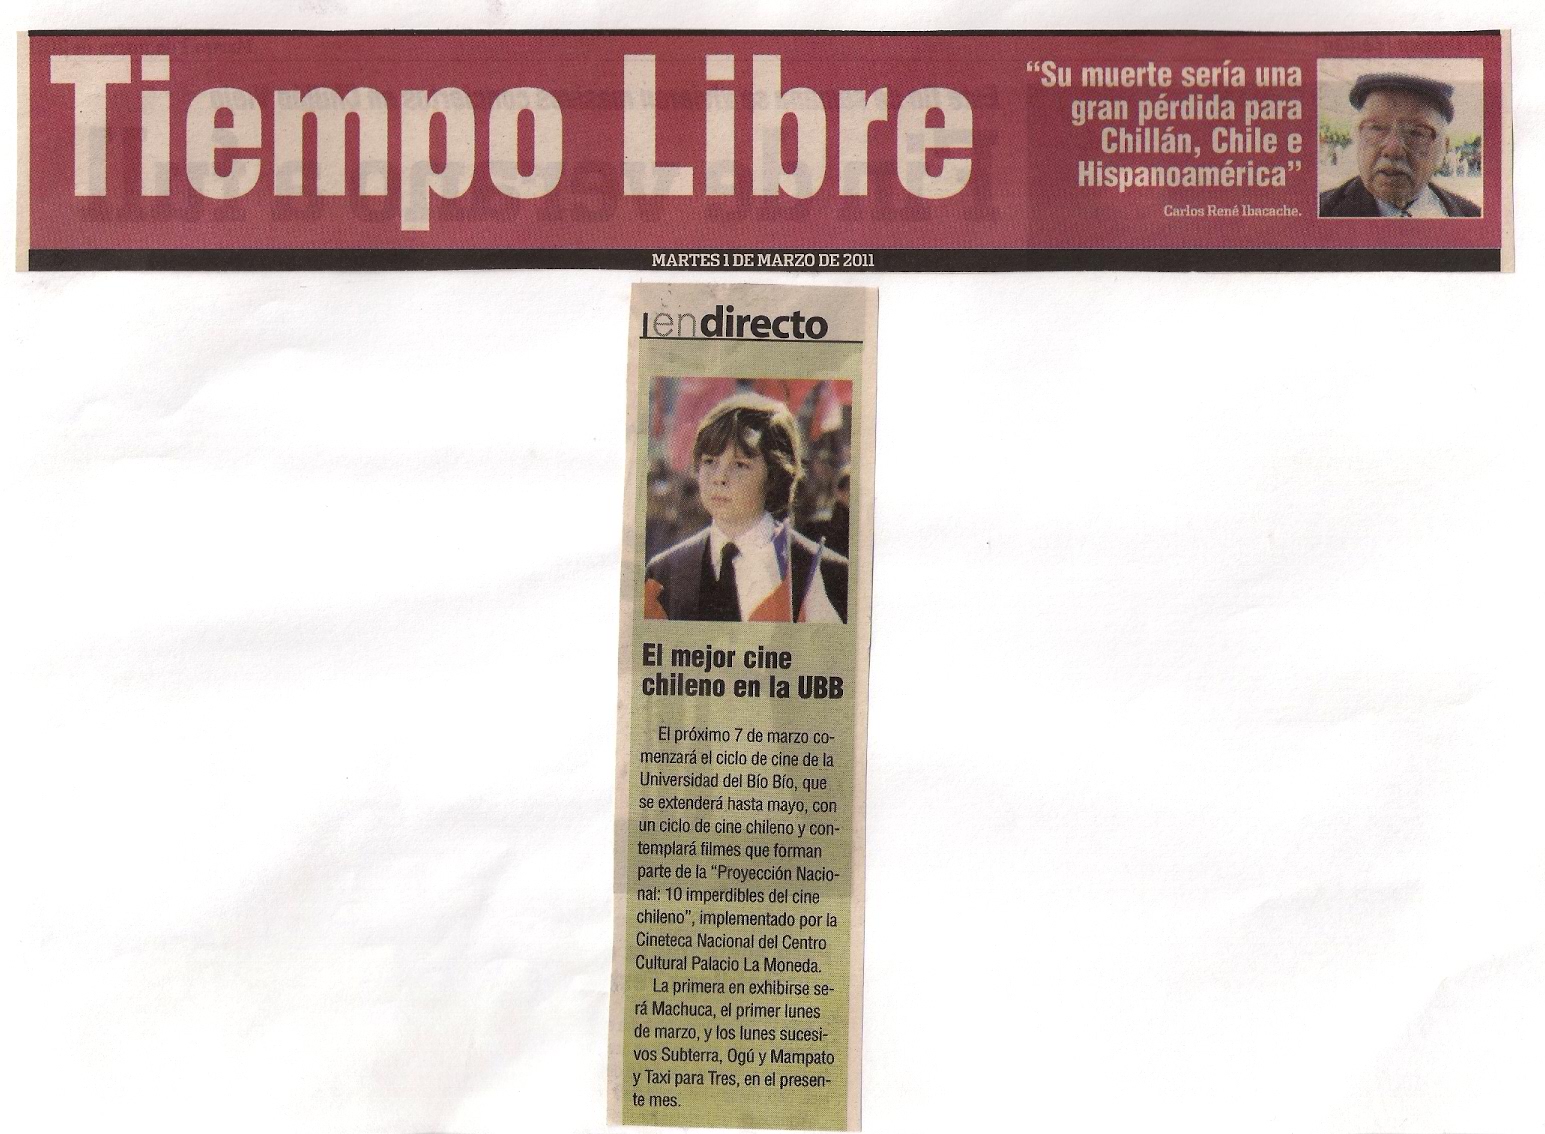 Tiempo Libre
“Su muerte sería una
gran pérdida para
Chillán, Chile e
Hispanoamérica”
Carlos René Ibacache.
MARTES 1 DE MARZO DE 2011
en directo
El mejor cine
chileno en la UBB
El próximo 7 de marzo co-
menzará el ciclo de cine de la
Universidad del Bío Bío, que
se extenderá hasta mayo, con
un ciclo de cine chileno y con-
templará filmes que forman
parte de la “Proyección Nacio-
nal: 10 imperdibles del cine
chileno”, implementado por la
Cineteca Nacional del Centro
Cultural Palacio La Moneda.
La primera en exhibirse se-
rá Machuca, el primer lunes
de marzo, y los lunes sucesi-
vos Subterra, Ogú y Mampato
y Taxi para Tres, en el presen-
te mes.